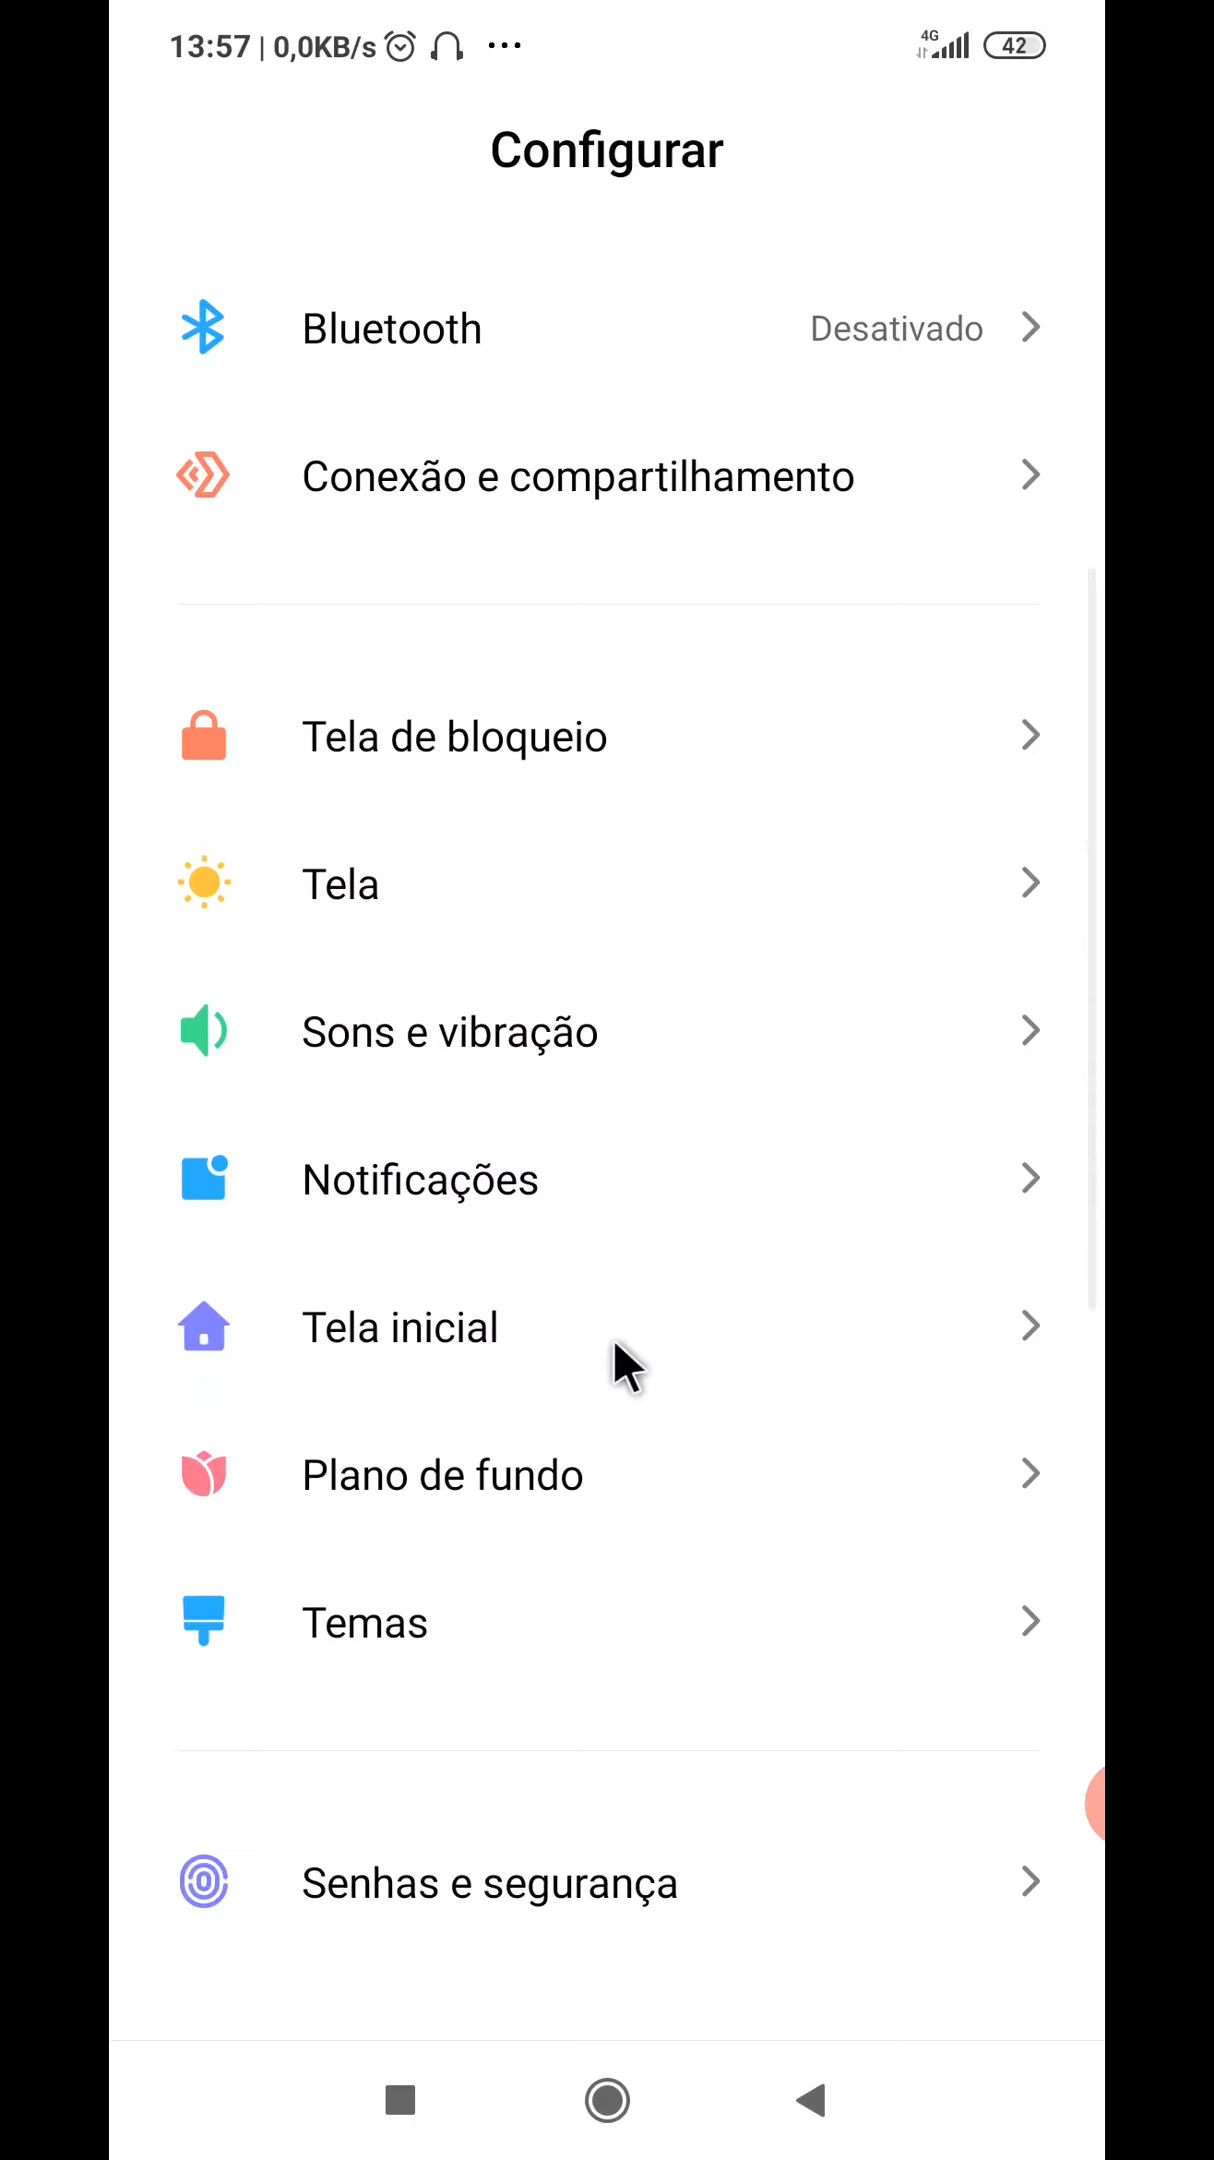 13:57 | 0,0KB/s ...
4G
42
Configurar
Bluetooth Desativado
Conexão e compartilhamento
Tela de bloqueio
Tela
Sons e vibração
Notificações
Tela inicial
Plano de fundo
Temas
Senhas e segurança